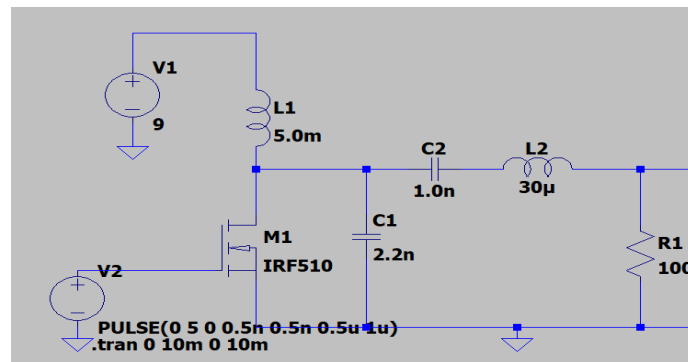 V1
9
L1
5.0m
C2
1.0n
L2
30µ
M1
IRF510
C1
2.2n
R1
100
V2
PULSE(0 5 0 0.5n 0.5n 0.5u 1u)
.tran 0 10m 0 10m